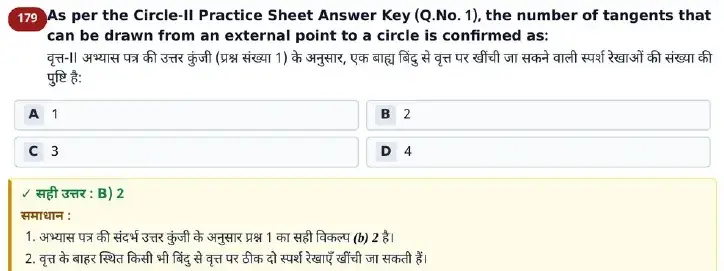 179 As per the Circle-II Practice Sheet Answer Key (Q.No. 1), the number of tangents that
can be drawn from an external point to a circle is confirmed as:
वृत्त-II अभ्यास पत्र की उत्तर कुंजी (प्रश्न संख्या 1) के अनुसार, एक बाह्य बिंदु से वृत्त पर खींची जा सकने वाली स्पर्श रेखाओं की संख्या की
पुष्टि है:
A 1
B 2
C 3
D 4
✓ सही उत्तर : B) 2
समाधान :
1. अभ्यास पत्र की संदर्भ उत्तर कुंजी के अनुसार प्रश्न 1 का सही विकल्प (b) 2 है।
2. वृत्त के बाहर स्थित किसी भी बिंदु से वृत्त पर ठीक दो स्पर्श रेखाएँ खींची जा सकती हैं।